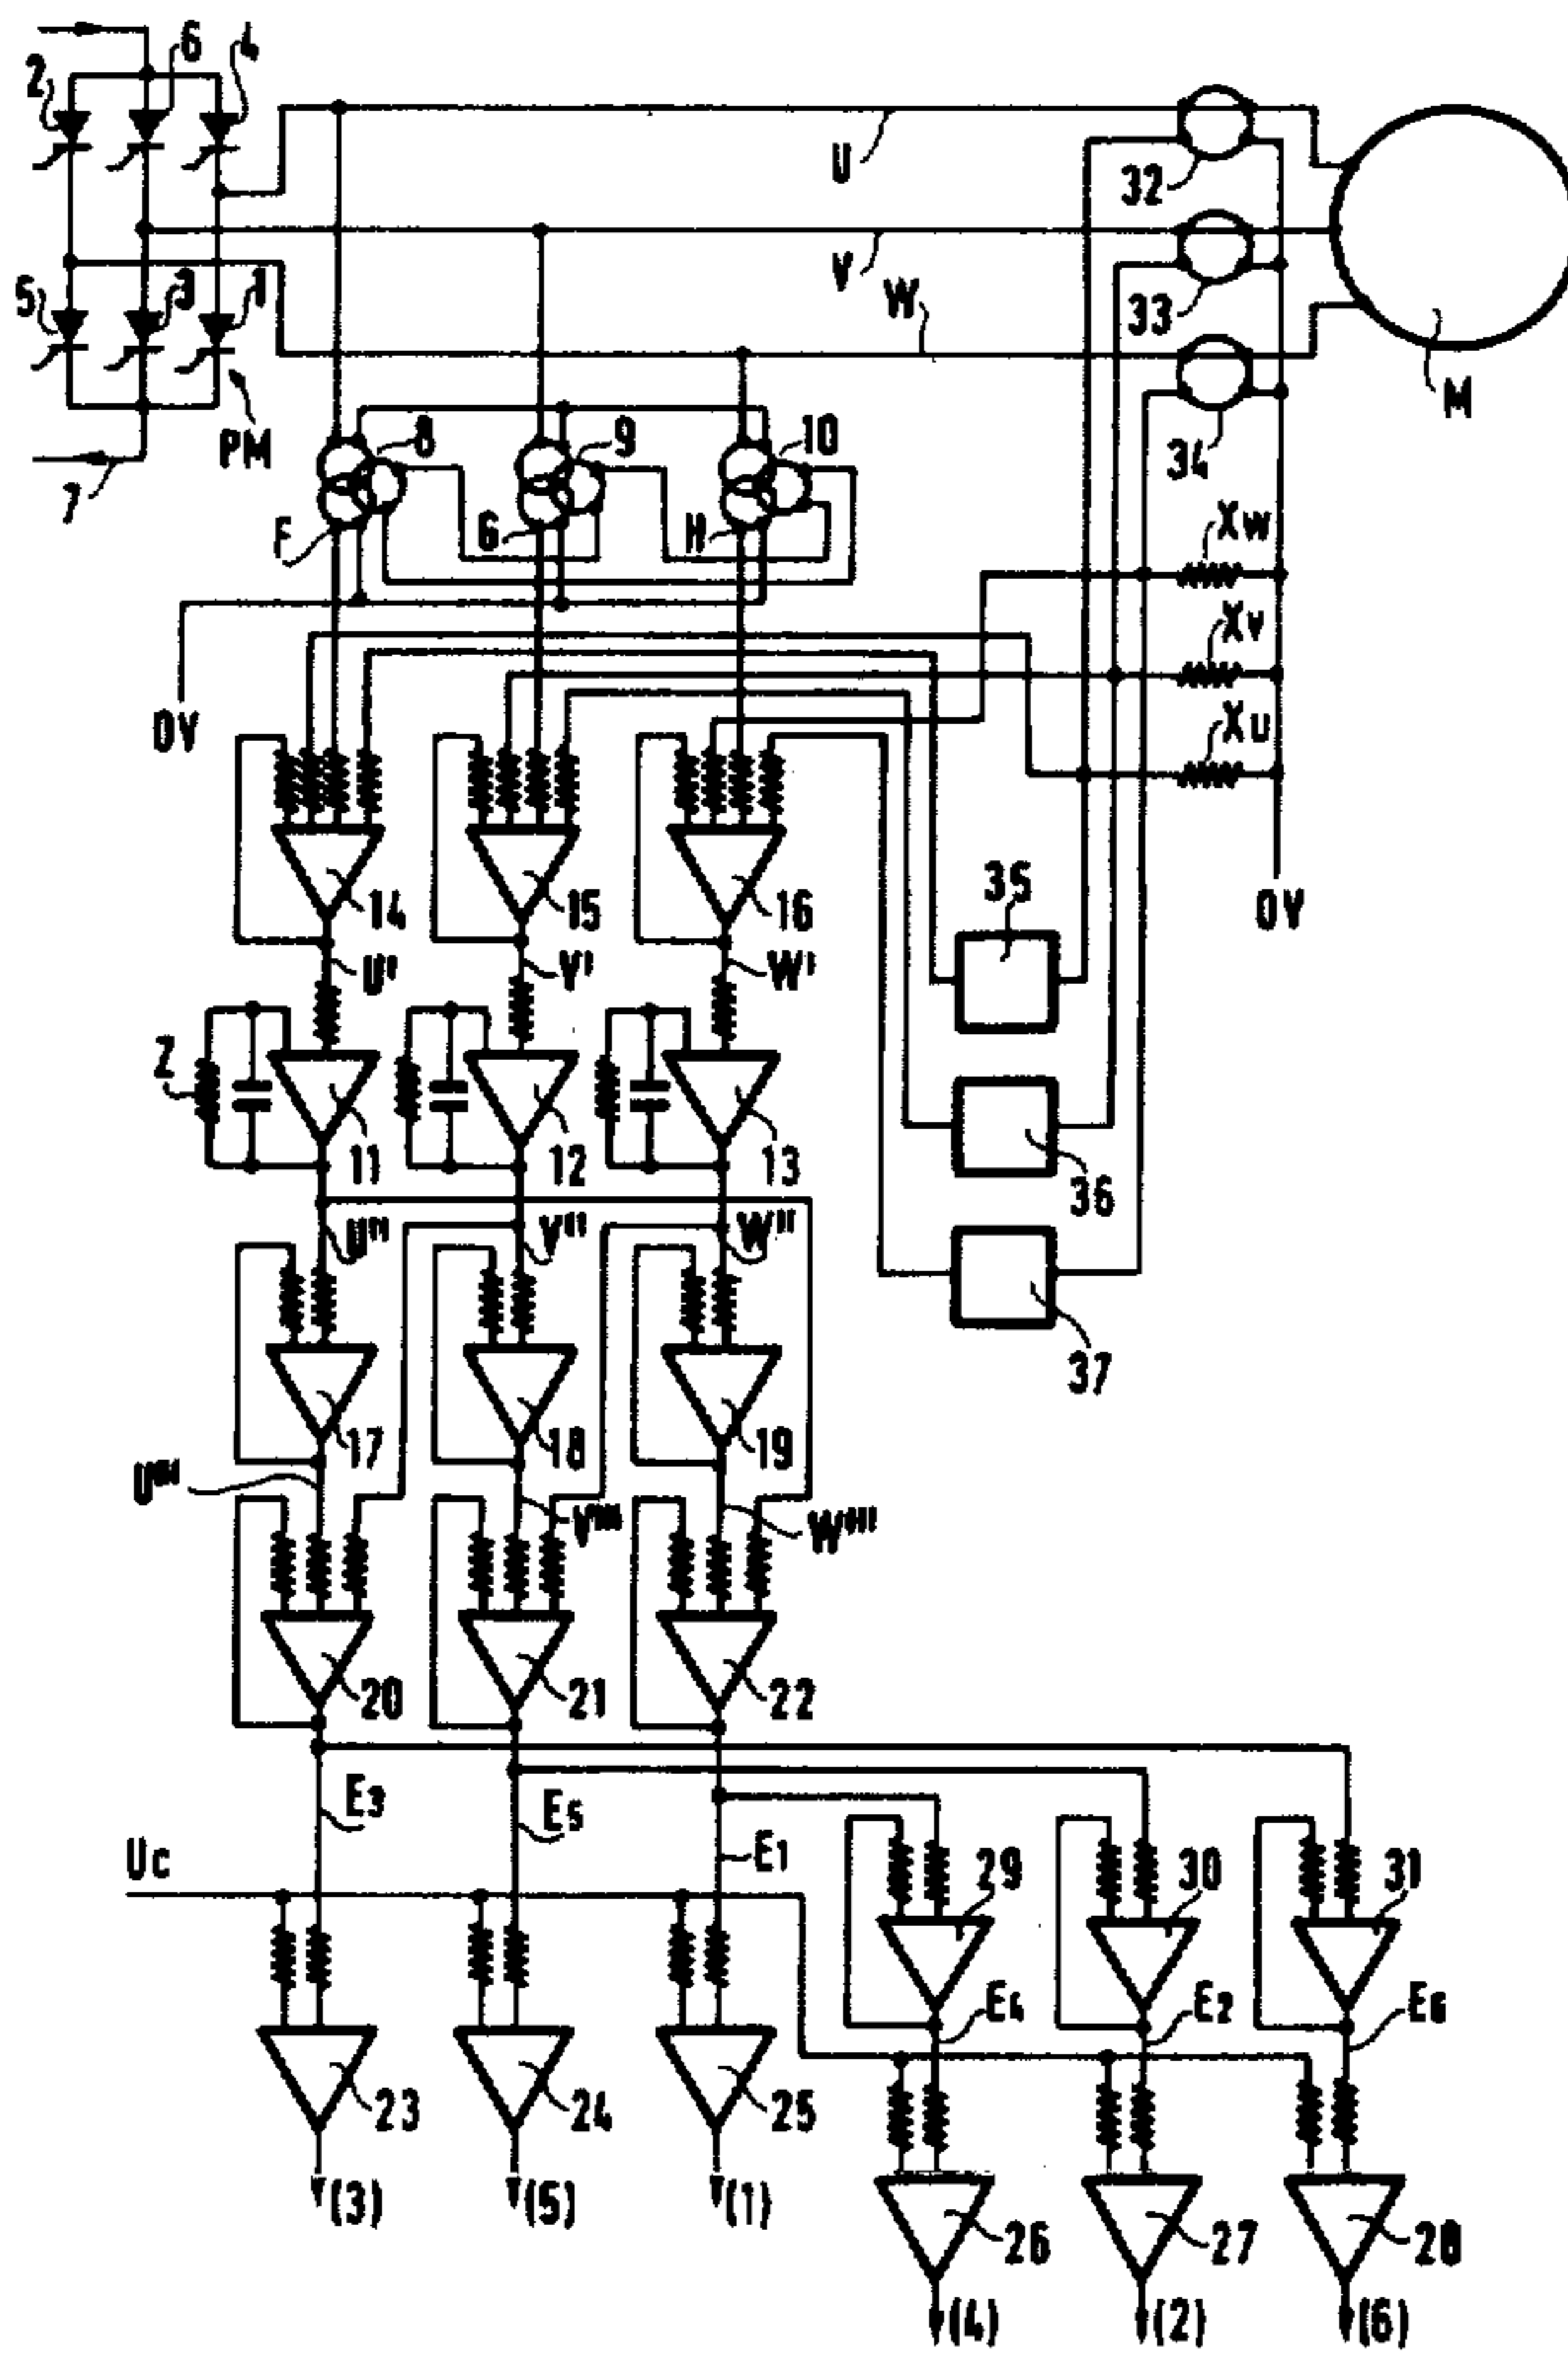 6 4
2
U
32
V
W
5 3 1
33
M
PM
8 9 10
34
7
F G H
XW
XV
0V
XU
35
14 15 16
0V
U' V' W'
Z
11 12 13
36
U" V" W"
37
17 18 19
U''' V''' W'''
20 21 22
E3 E5 E1
Uc
29 30 31
E4 E2 E6
23 24 25
(3) (5) (1)
26 27 28
(4) (2) (6)